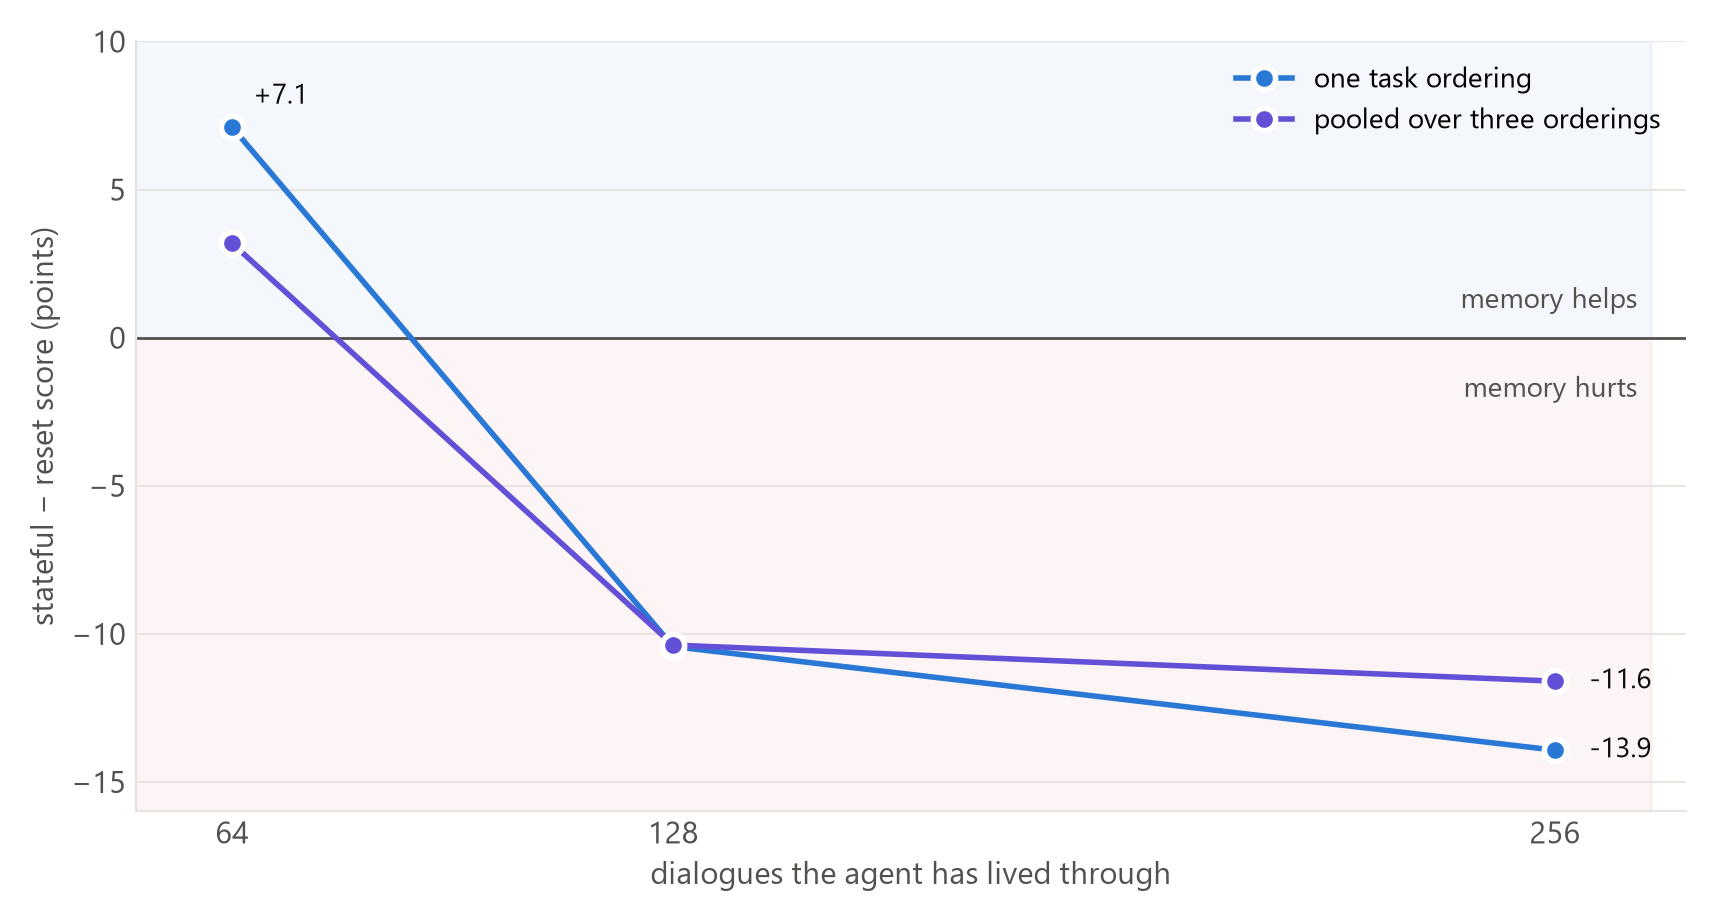 10
+7.1
one task ordering
pooled over three orderings
5
memory helps
0
memory hurts
−5
−10
-11.6
-13.9
−15
64
128
256
dialogues the agent has lived through
stateful − reset score (points)